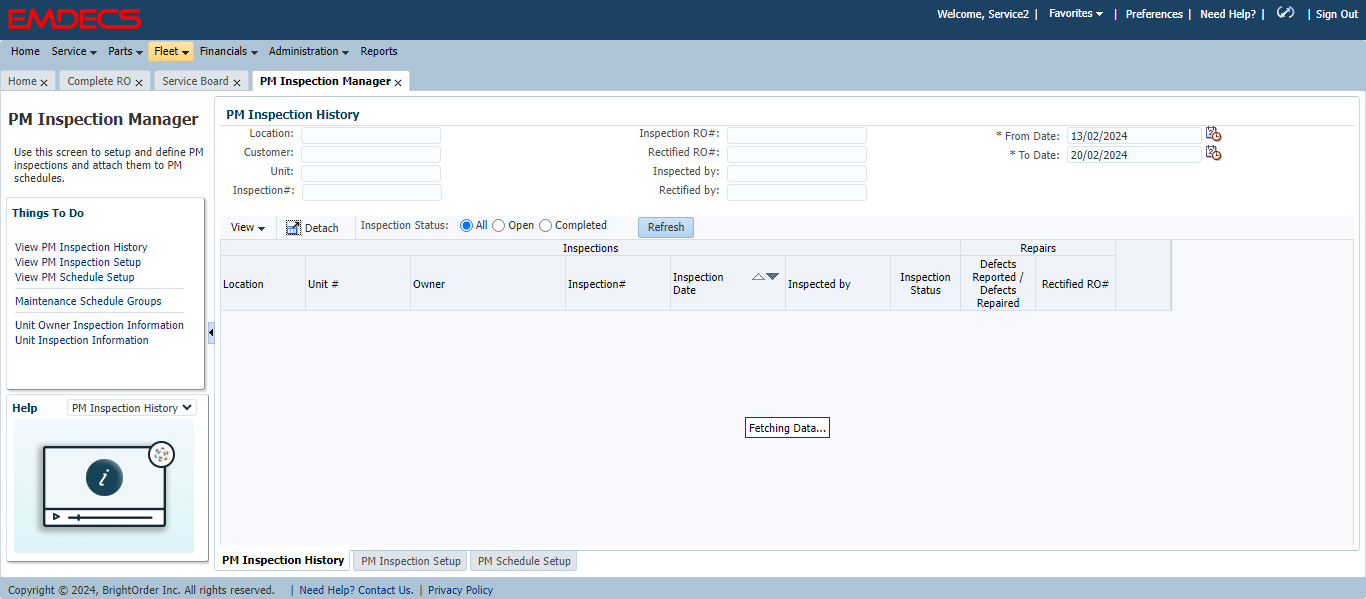 EMDECS
Welcome, Service2 | Favorites | Preferences | Need Help? | | Sign Out
Home Service Parts Fleet Financials Administration Reports
Home x Complete RO x Service Board x PM Inspection Manager x
PM Inspection Manager
Use this screen to setup and define PM
inspections and attach them to PM
schedules.
Things To Do
View PM Inspection History
View PM Inspection Setup
View PM Schedule Setup
Maintenance Schedule Groups
Unit Owner Inspection Information
Unit Inspection Information
Help PM Inspection History
i
PM Inspection History
Location: Inspection RO#: * From Date: 13/02/2024
Customer: Rectified RO#: * To Date: 20/02/2024
Unit: Inspected by:
Inspection#: Rectified by:
View Detach Inspection Status: All Open Completed Refresh
Inspections Repairs
Location
Unit #
Owner
Inspection#
Inspection
Date
Inspected by
Inspection
Status
Defects
Reported /
Defects
Repaired
Rectified RO#
Fetching Data...
PM Inspection History PM Inspection Setup PM Schedule Setup
Copyright © 2024, BrightOrder Inc. All rights reserved. | Need Help? Contact Us. | Privacy Policy